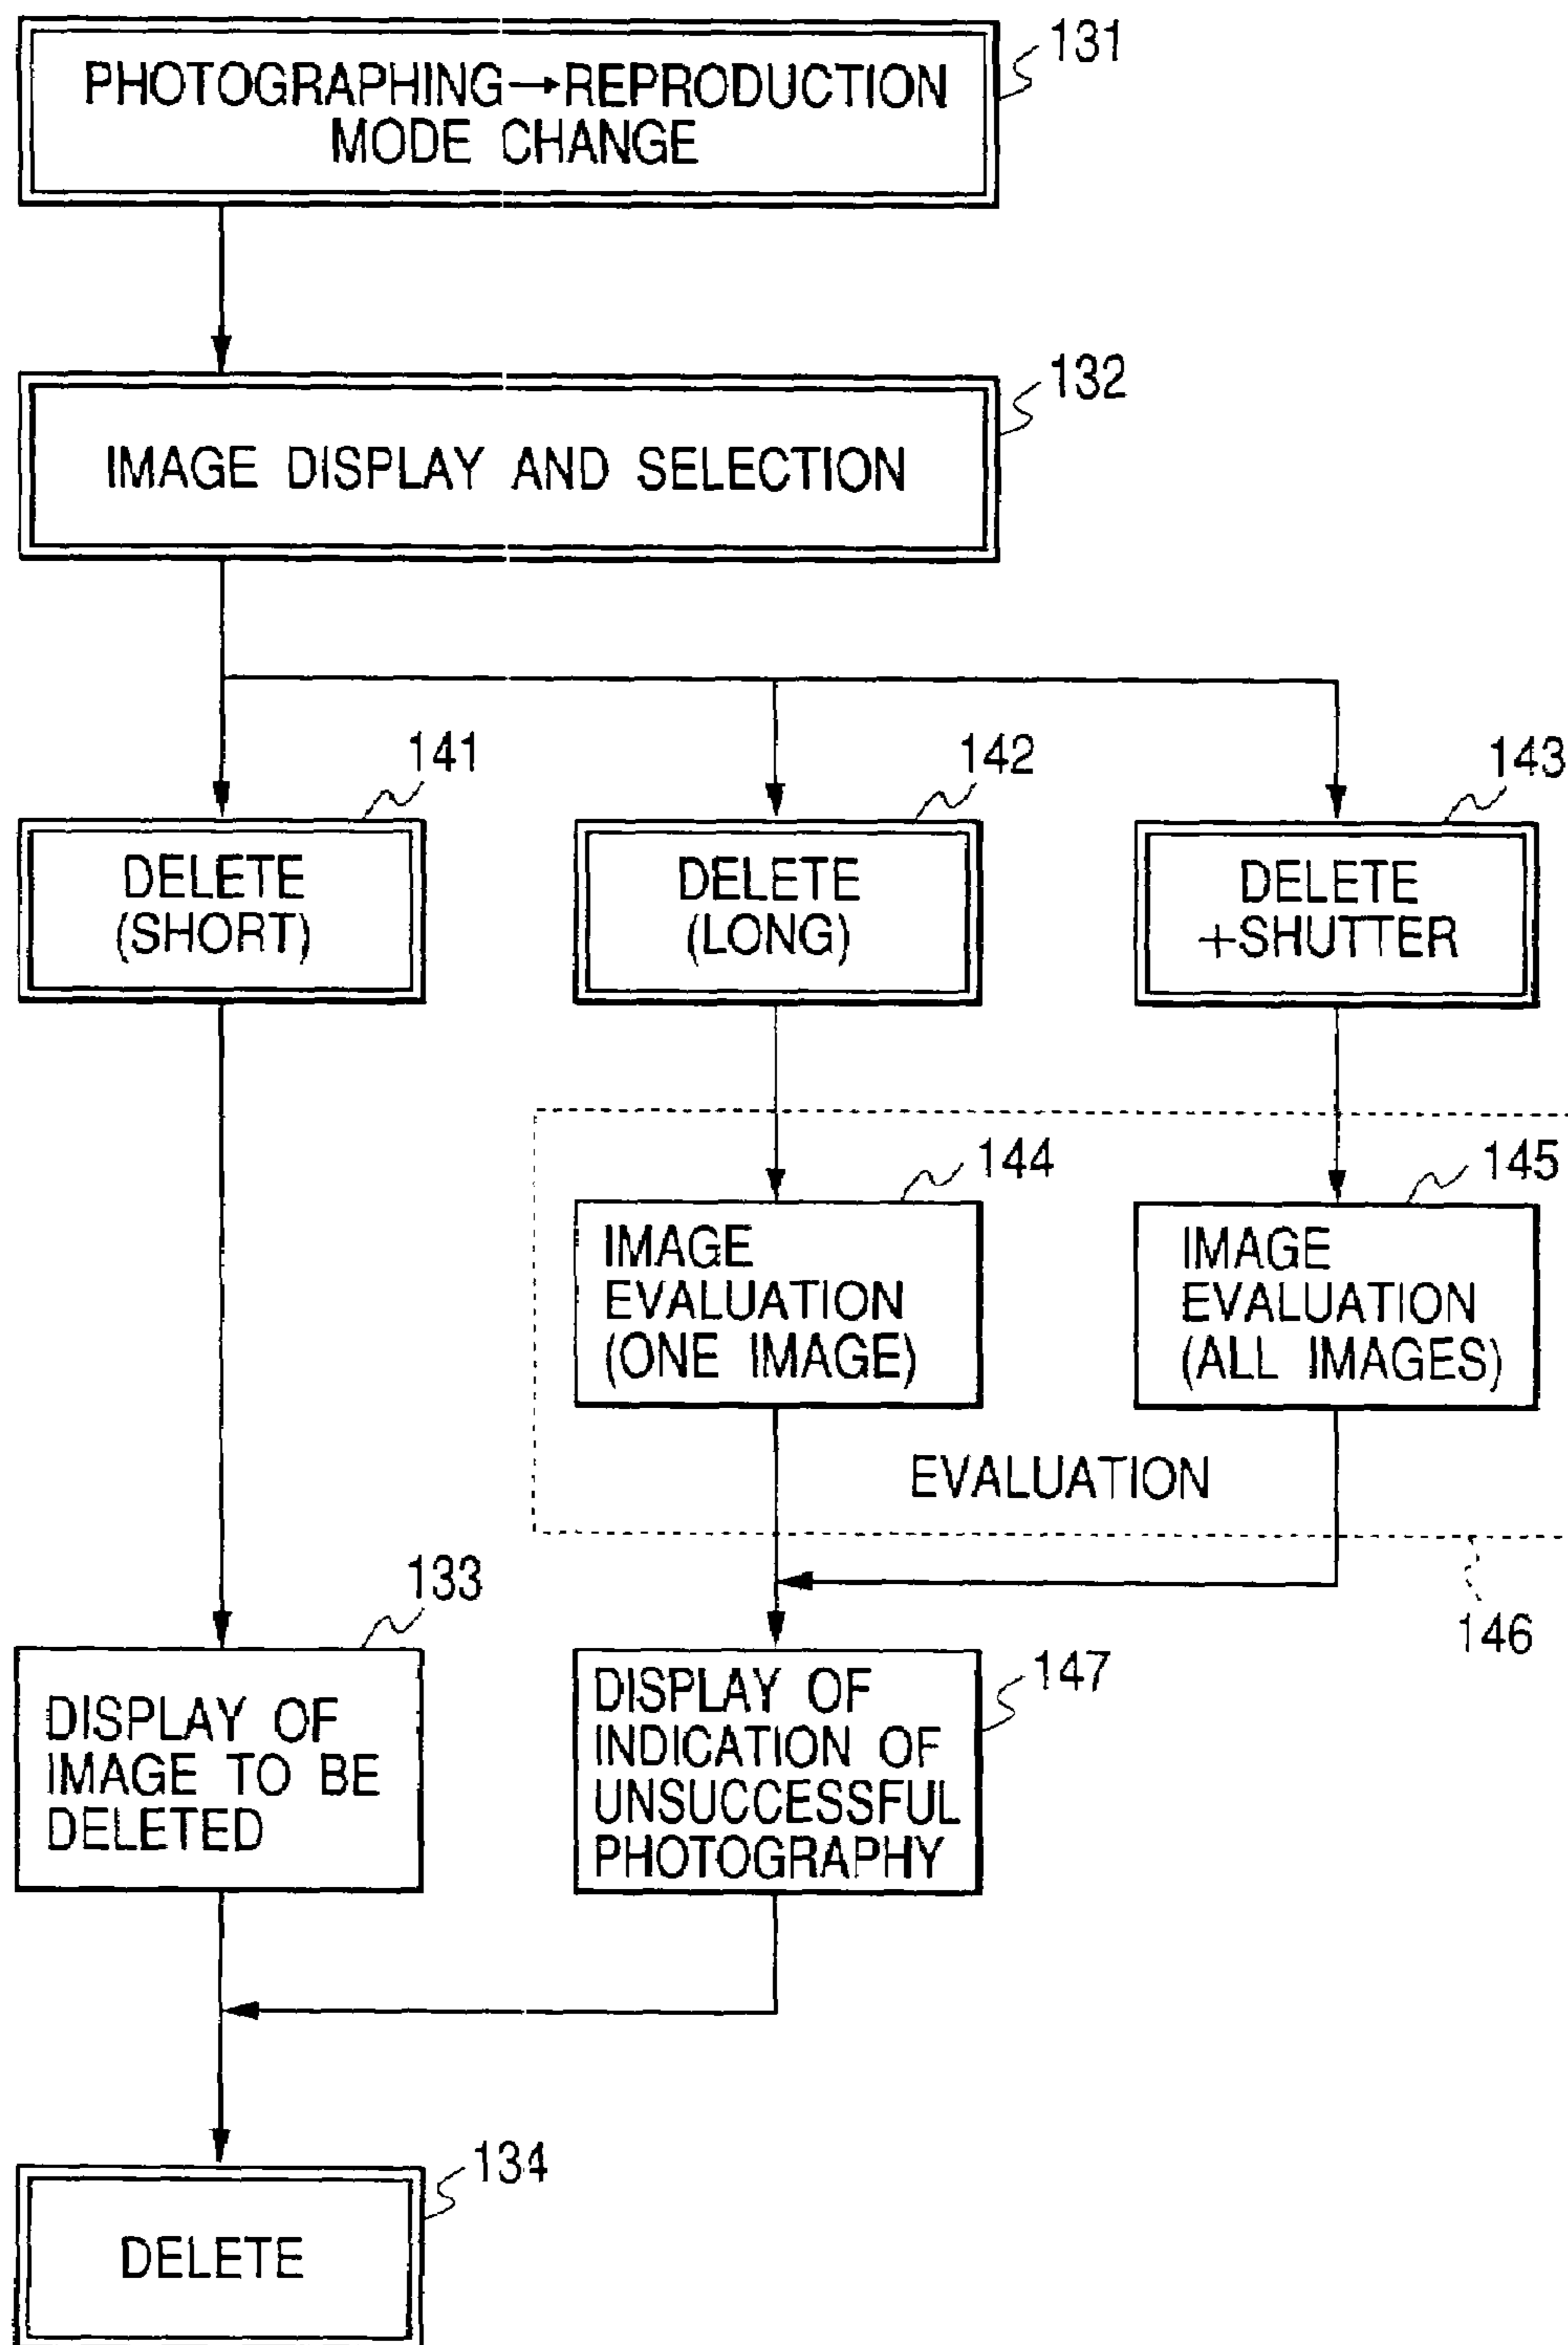 131
PHOTOGRAPHING→REPRODUCTION
MODE CHANGE
132
IMAGE DISPLAY AND SELECTION
141
DELETE
(SHORT)
142
DELETE
(LONG)
143
DELETE
+SHUTTER
144
IMAGE
EVALUATION
(ONE IMAGE)
145
IMAGE
EVALUATION
(ALL IMAGES)
EVALUATION
146
133
DISPLAY OF
IMAGE TO BE
DELETED
147
DISPLAY OF
INDICATION OF
UNSUCCESSFUL
PHOTOGRAPHY
134
DELETE